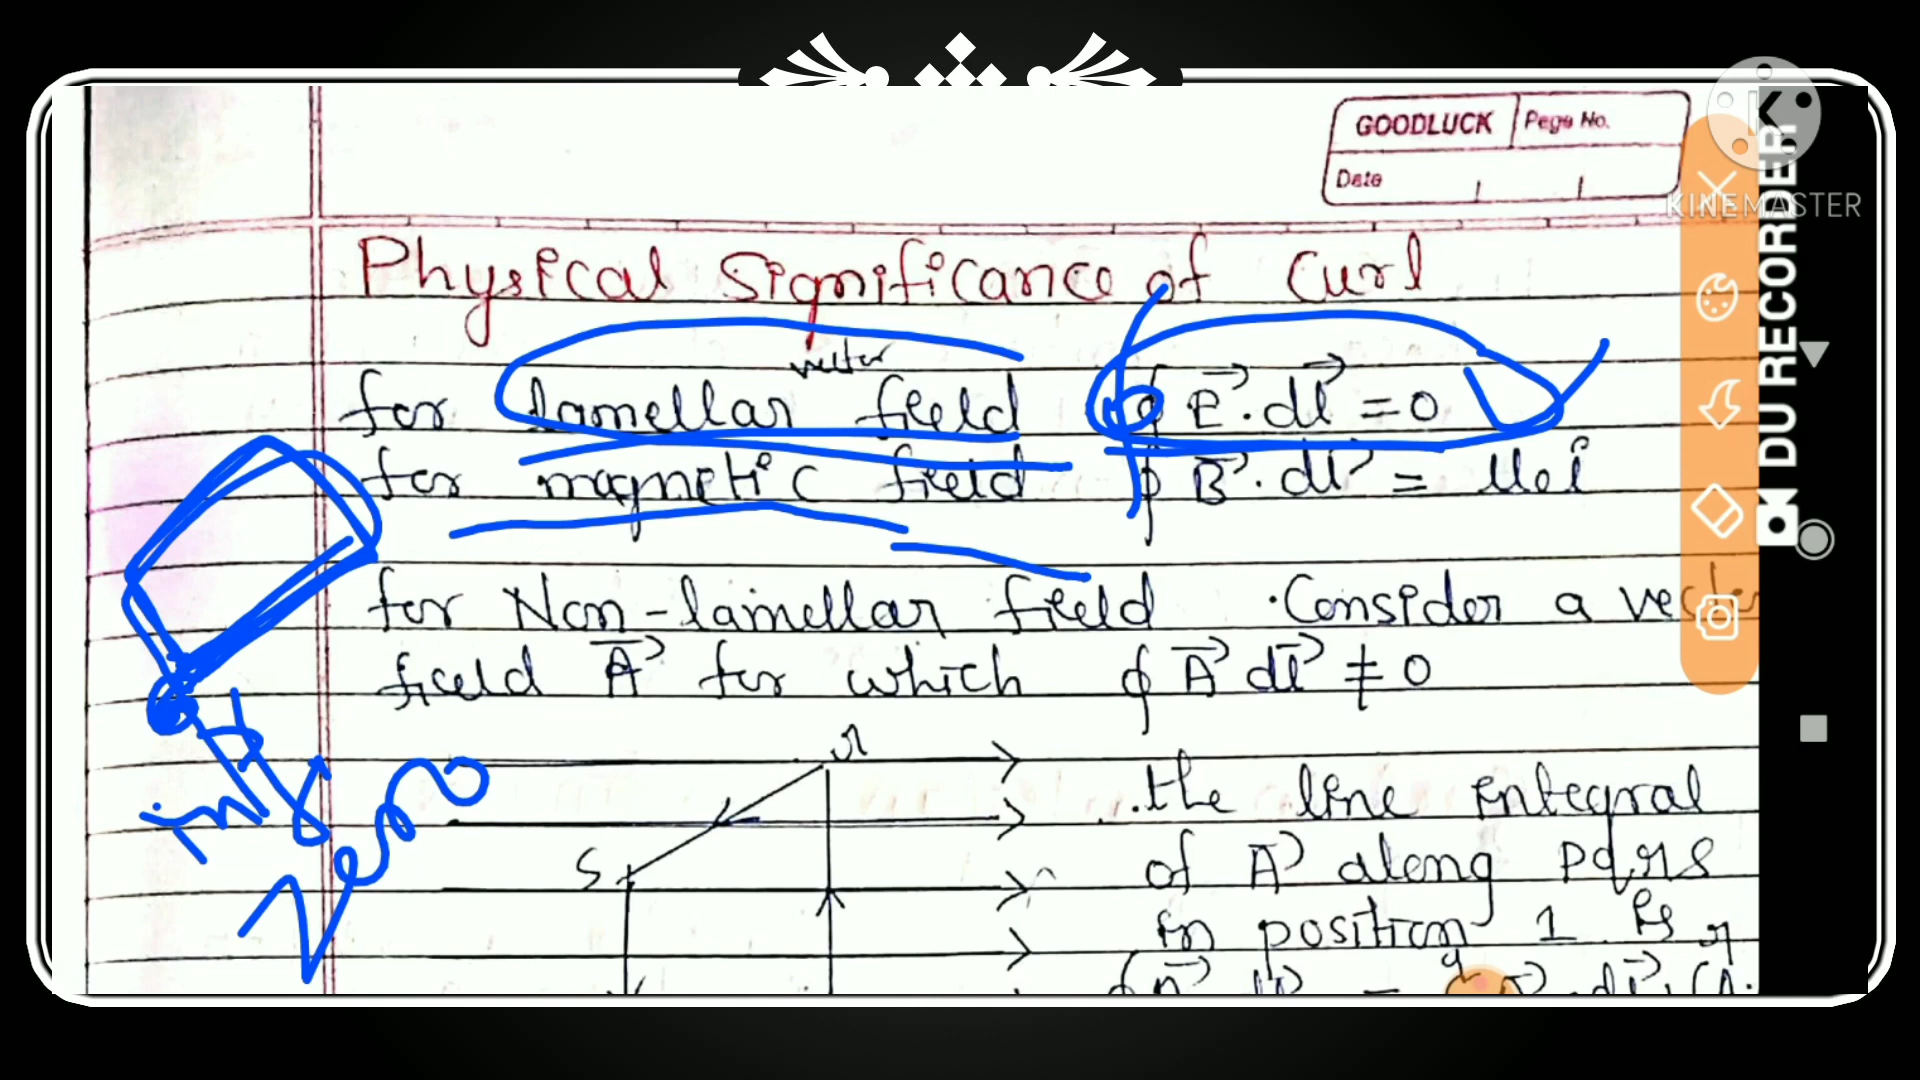 GOODLUCK Page No.
Date
Physical Significance of Curl
vector
for lamellar field ∮ E⃗ · dl⃗ = 0
for magnetic field ∮ B⃗ · dl⃗ = μ₀i
for Non-lamellar field · Consider a vector
field A⃗ for which ∮ A⃗ dl⃗ ≠ 0
r
the line integral
S
of A⃗ along pqrs
in position 1 is
Zero
KINEMASTER
DU RECORDER